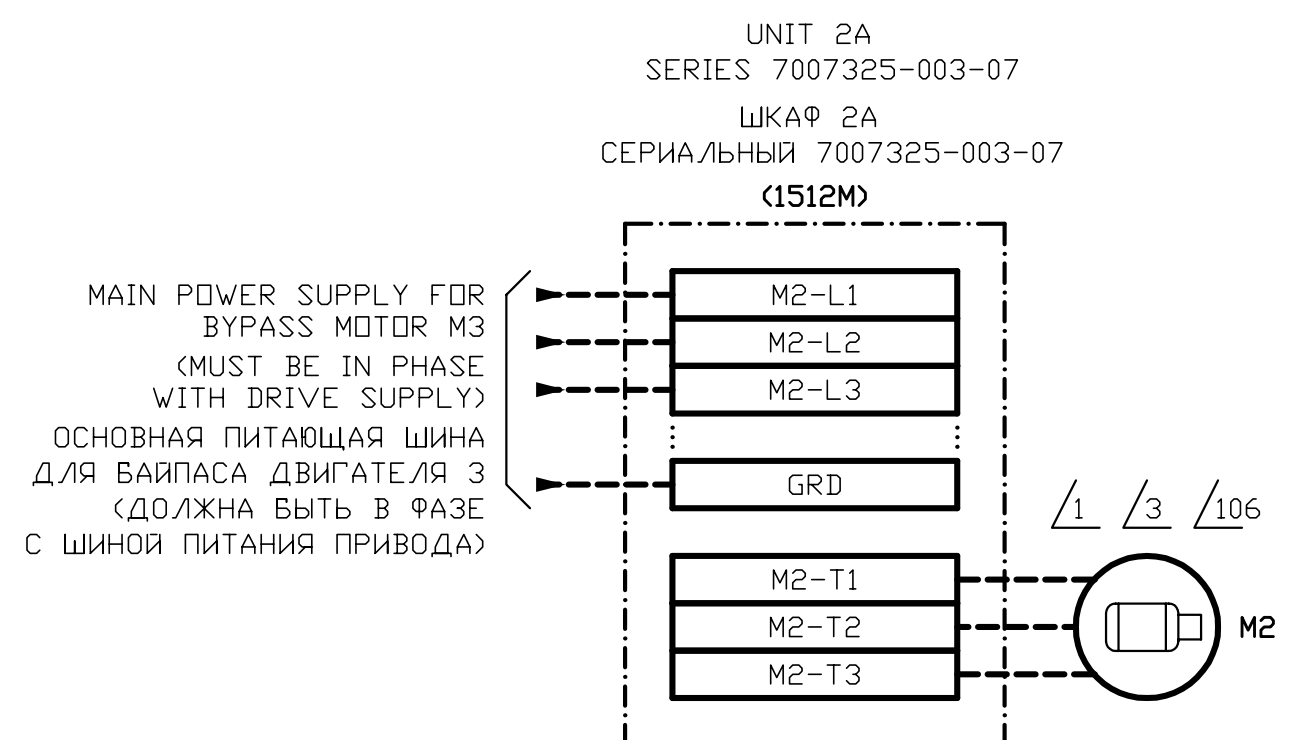 UNIT 2A
SERIES 7007325-003-07
ШКАФ 2А
СЕРИАЛЬНЫЙ 7007325-003-07
(1512M)
MAIN POWER SUPPLY FOR
BYPASS MOTOR M3
(MUST BE IN PHASE
WITH DRIVE SUPPLY)
ОСНОВНАЯ ПИТАЮЩАЯ ШИНА
ДЛЯ БАЙПАСА ДВИГАТЕЛЯ 3
(ДОЛЖНА БЫТЬ В ФАЗЕ
С ШИНОЙ ПИТАНИЯ ПРИВОДА)
M2-L1
M2-L2
M2-L3
GRD
M2-T1
M2-T2
M2-T3
1 3 106
M2